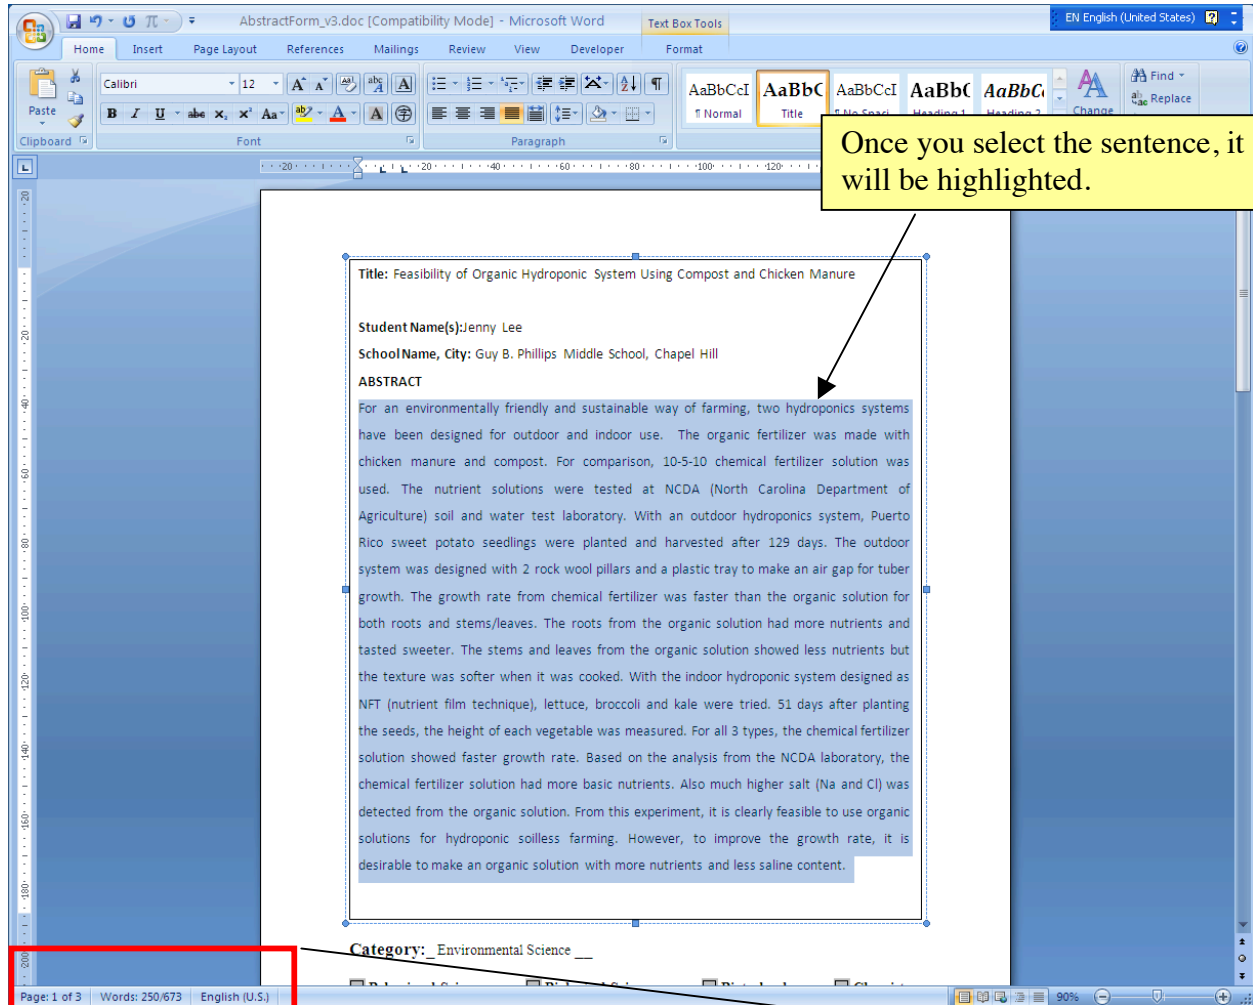 AbstractForm_v3.doc [Compatibility Mode] - Microsoft Word
Text Box Tools
EN English (United States)
Home Insert Page Layout References Mailings Review View Developer Format
Calibri 12
AaBbCcI AaBbC AaBbCcI AaBbC AaBbCc
Find
Replace
Paste
¶ Normal Title ¶ No Spaci... Heading 1 Heading 2 Change
Clipboard Font Paragraph
Once you select the sentence, it
will be highlighted.
Title: Feasibility of Organic Hydroponic System Using Compost and Chicken Manure
Student Name(s):Jenny Lee
School Name, City: Guy B. Phillips Middle School, Chapel Hill
ABSTRACT
For an environmentally friendly and sustainable way of farming, two hydroponics systems
have been designed for outdoor and indoor use. The organic fertilizer was made with
chicken manure and compost. For comparison, 10-5-10 chemical fertilizer solution was
used. The nutrient solutions were tested at NCDA (North Carolina Department of
Agriculture) soil and water test laboratory. With an outdoor hydroponics system, Puerto
Rico sweet potato seedlings were planted and harvested after 129 days. The outdoor
system was designed with 2 rock wool pillars and a plastic tray to make an air gap for tuber
growth. The growth rate from chemical fertilizer was faster than the organic solution for
both roots and stems/leaves. The roots from the organic solution had more nutrients and
tasted sweeter. The stems and leaves from the organic solution showed less nutrients but
the texture was softer when it was cooked. With the indoor hydroponic system designed as
NFT (nutrient film technique), lettuce, broccoli and kale were tried. 51 days after planting
the seeds, the height of each vegetable was measured. For all 3 types, the chemical fertilizer
solution showed faster growth rate. Based on the analysis from the NCDA laboratory, the
chemical fertilizer solution had more basic nutrients. Also much higher salt (Na and Cl) was
detected from the organic solution. From this experiment, it is clearly feasible to use organic
solutions for hydroponic soilless farming. However, to improve the growth rate, it is
desirable to make an organic solution with more nutrients and less saline content.
Category:_ Environmental Science __
Page: 1 of 3 Words: 250/673 English (U.S.) 90%